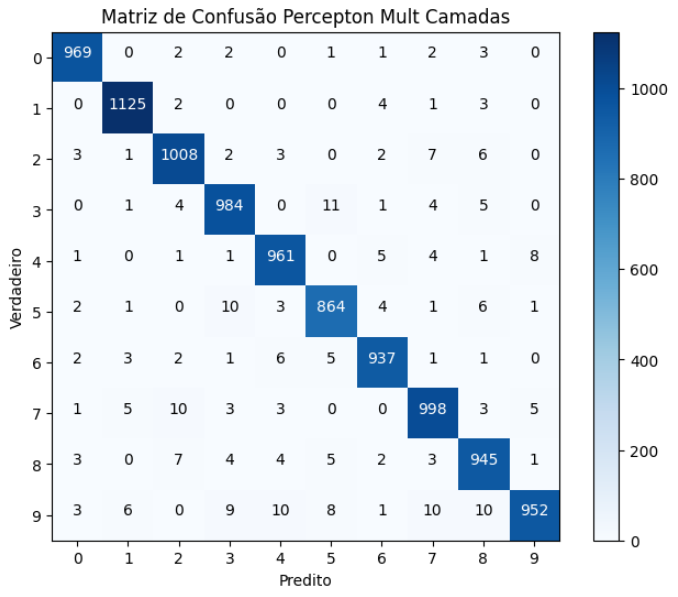 Matriz de Confusão Percepton Mult Camadas
0 969 0 2 2 0 1 1 2 3 0
1 0 1125 2 0 0 0 4 1 3 0
2 3 1 1008 2 3 0 2 7 6 0
3 0 1 4 984 0 11 1 4 5 0
4 1 0 1 1 961 0 5 4 1 8
5 2 1 0 10 3 864 4 1 6 1
6 2 3 2 1 6 5 937 1 1 0
7 1 5 10 3 3 0 0 998 3 5
8 3 0 7 4 4 5 2 3 945 1
9 3 6 0 9 10 8 1 10 10 952
0 1 2 3 4 5 6 7 8 9
Verdadeiro
Predito
1000
800
600
400
200
0